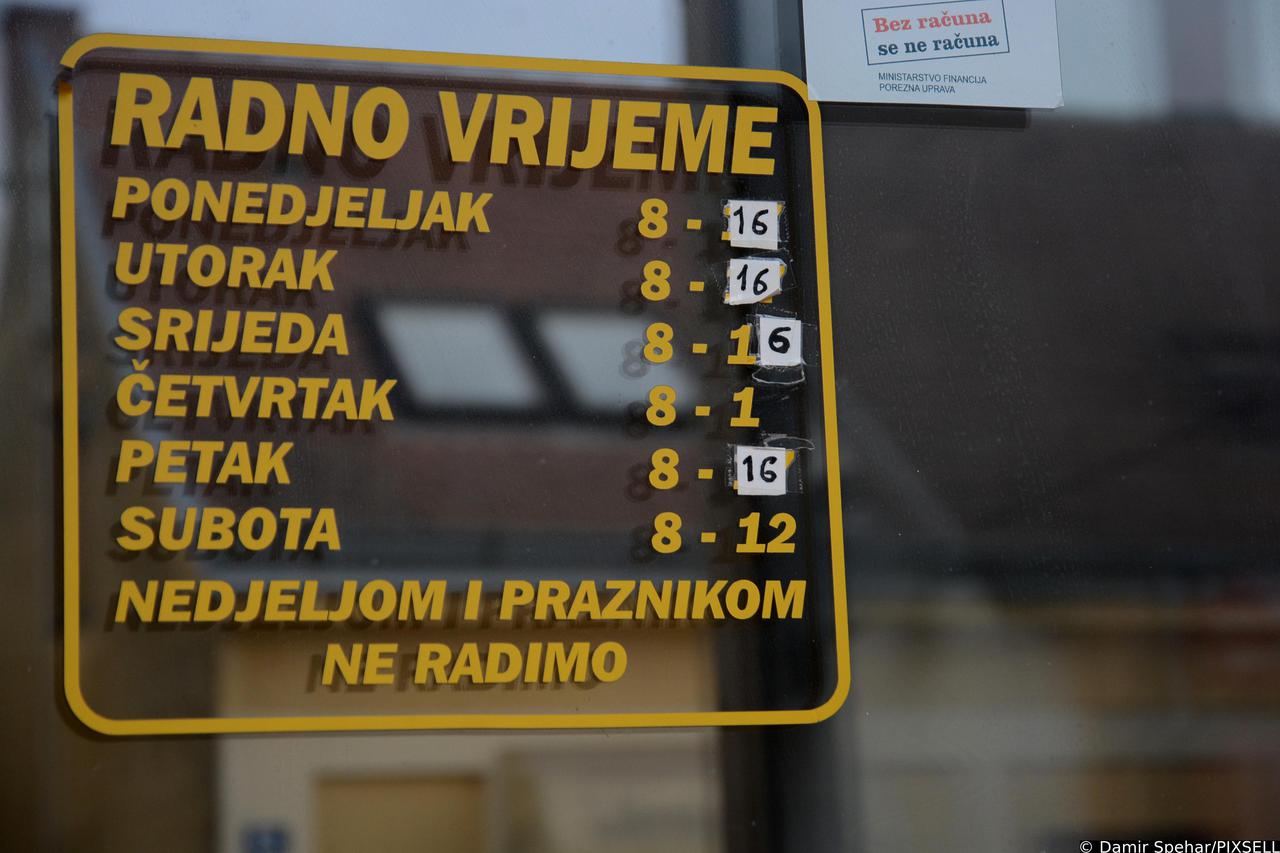 Bez računa
se ne računa
MINISTARSTVO FINANCIJA
POREZNA UPRAVA
RADNO VRIJEME
PONEDJELJAK 8 - 16
UTORAK 8 - 16
SRIJEDA 8 - 16
ČETVRTAK 8 - 1
PETAK 8 - 16
SUBOTA 8 - 12
NEDJELJOM I PRAZNIKOM
NE RADIMO
© Damir Spehar/PIXSELL